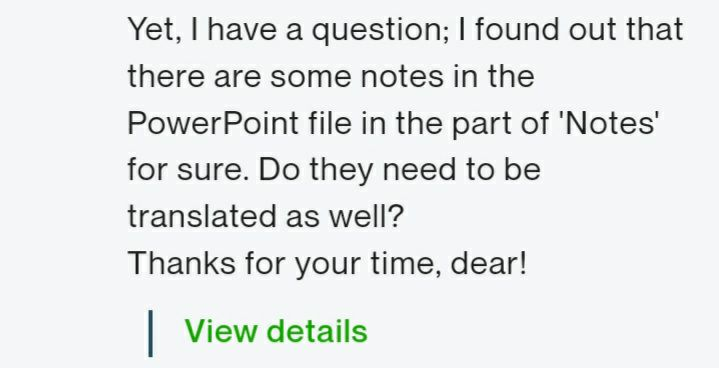 Yet, I have a question; I found out that
there are some notes in the
PowerPoint file in the part of 'Notes'
for sure. Do they need to be
translated as well?
Thanks for your time, dear!
View details